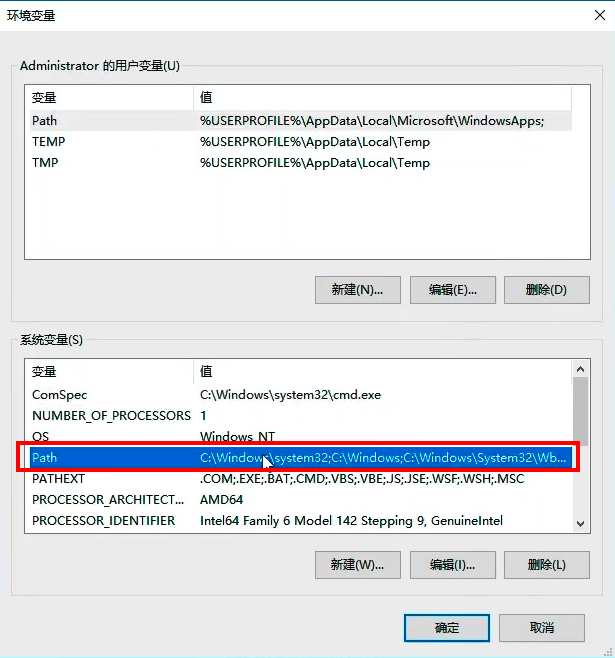 环境变量
Administrator 的用户变量(U)
变量 值
Path %USERPROFILE%\AppData\Local\Microsoft\WindowsApps;
TEMP %USERPROFILE%\AppData\Local\Temp
TMP %USERPROFILE%\AppData\Local\Temp
新建(N)... 编辑(E)... 删除(D)
系统变量(S)
变量 值
ComSpec C:\Windows\system32\cmd.exe
NUMBER_OF_PROCESSORS 1
OS Windows_NT
Path C:\Windows\system32;C:\Windows;C:\Windows\System32\Wb...
PATHEXT .COM;.EXE;.BAT;.CMD;.VBS;.VBE;.JS;.JSE;.WSF;.WSH;.MSC
PROCESSOR_ARCHITECT... AMD64
PROCESSOR_IDENTIFIER Intel64 Family 6 Model 142 Stepping 9, GenuineIntel
新建(W)... 编辑(I)... 删除(L)
确定 取消